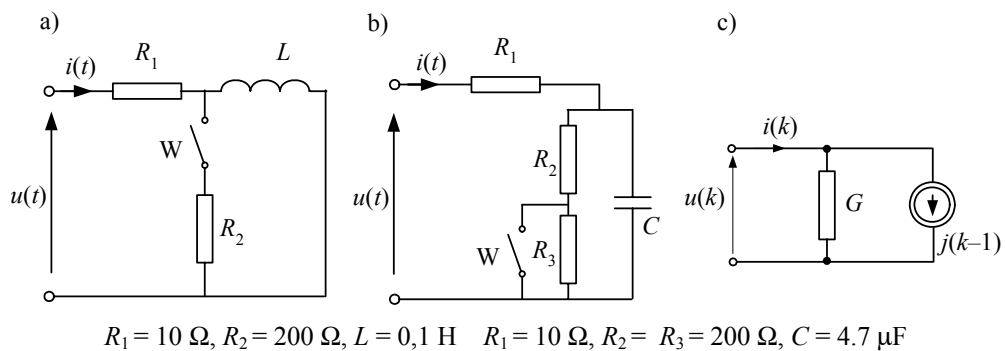 a)
b)
c)
i(t)
R1
L
W
u(t)
R2
i(t)
R1
R2
u(t)
W
R3
C
i(k)
u(k)
G
j(k–1)
R1 = 10 Ω, R2 = 200 Ω, L = 0,1 H R1 = 10 Ω, R2 = R3 = 200 Ω, C = 4.7 μF